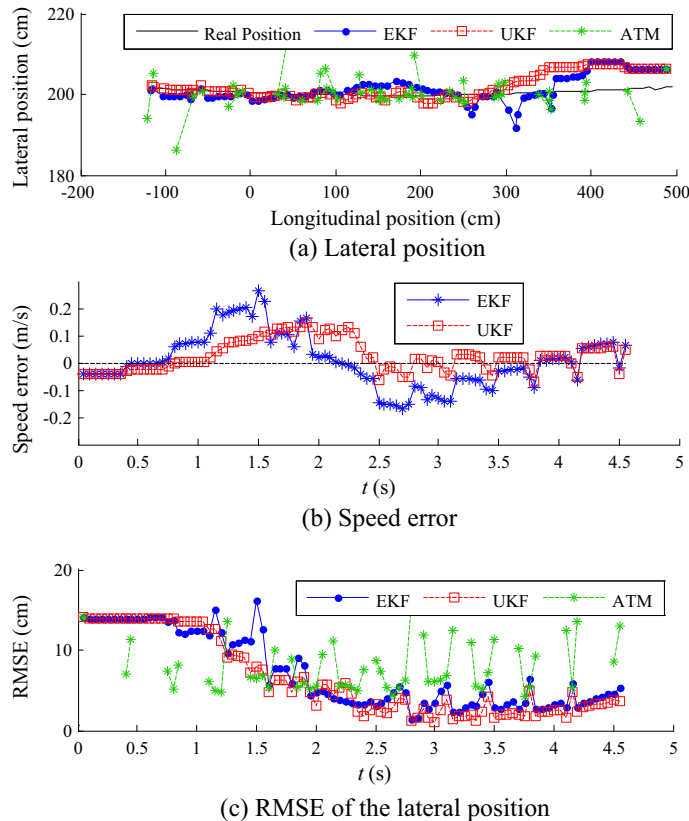 Real Position EKF UKF ATM
220
200
180
-200 -100 0 100 200 300 400 500
Lateral position (cm)
Longitudinal position (cm)
(a) Lateral position
EKF
UKF
0.2
0.1
0
-0.1
-0.2
0 0.5 1 1.5 2 2.5 3 3.5 4 4.5 5
Speed error (m/s)
t (s)
(b) Speed error
EKF UKF ATM
20
10
0
0 0.5 1 1.5 2 2.5 3 3.5 4 4.5 5
RMSE (cm)
t (s)
(c) RMSE of the lateral position